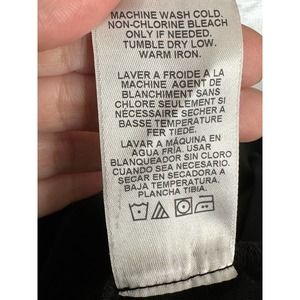 MACHINE WASH COLD.
NON-CHLORINE BLEACH
ONLY IF NEEDED.
TUMBLE DRY LOW.
WARM IRON.
LAVER A FROIDE A LA
MACHINE AGENT DE
BLANCHIMENT SANS
CHLORE SEULEMENT SI
NÉCESSAIRE SECHER A
BASSE TEMPERATURE
FER TIEDE.
LAVAR A MÁQUINA EN
AGUA FRÍA. USAR
BLANQUEADOR SIN CLORO
CUANDO SEA NECESARIO.
SECAR EN SECADORA A
BAJA TEMPERATURA.
PLANCHA TIBIA.